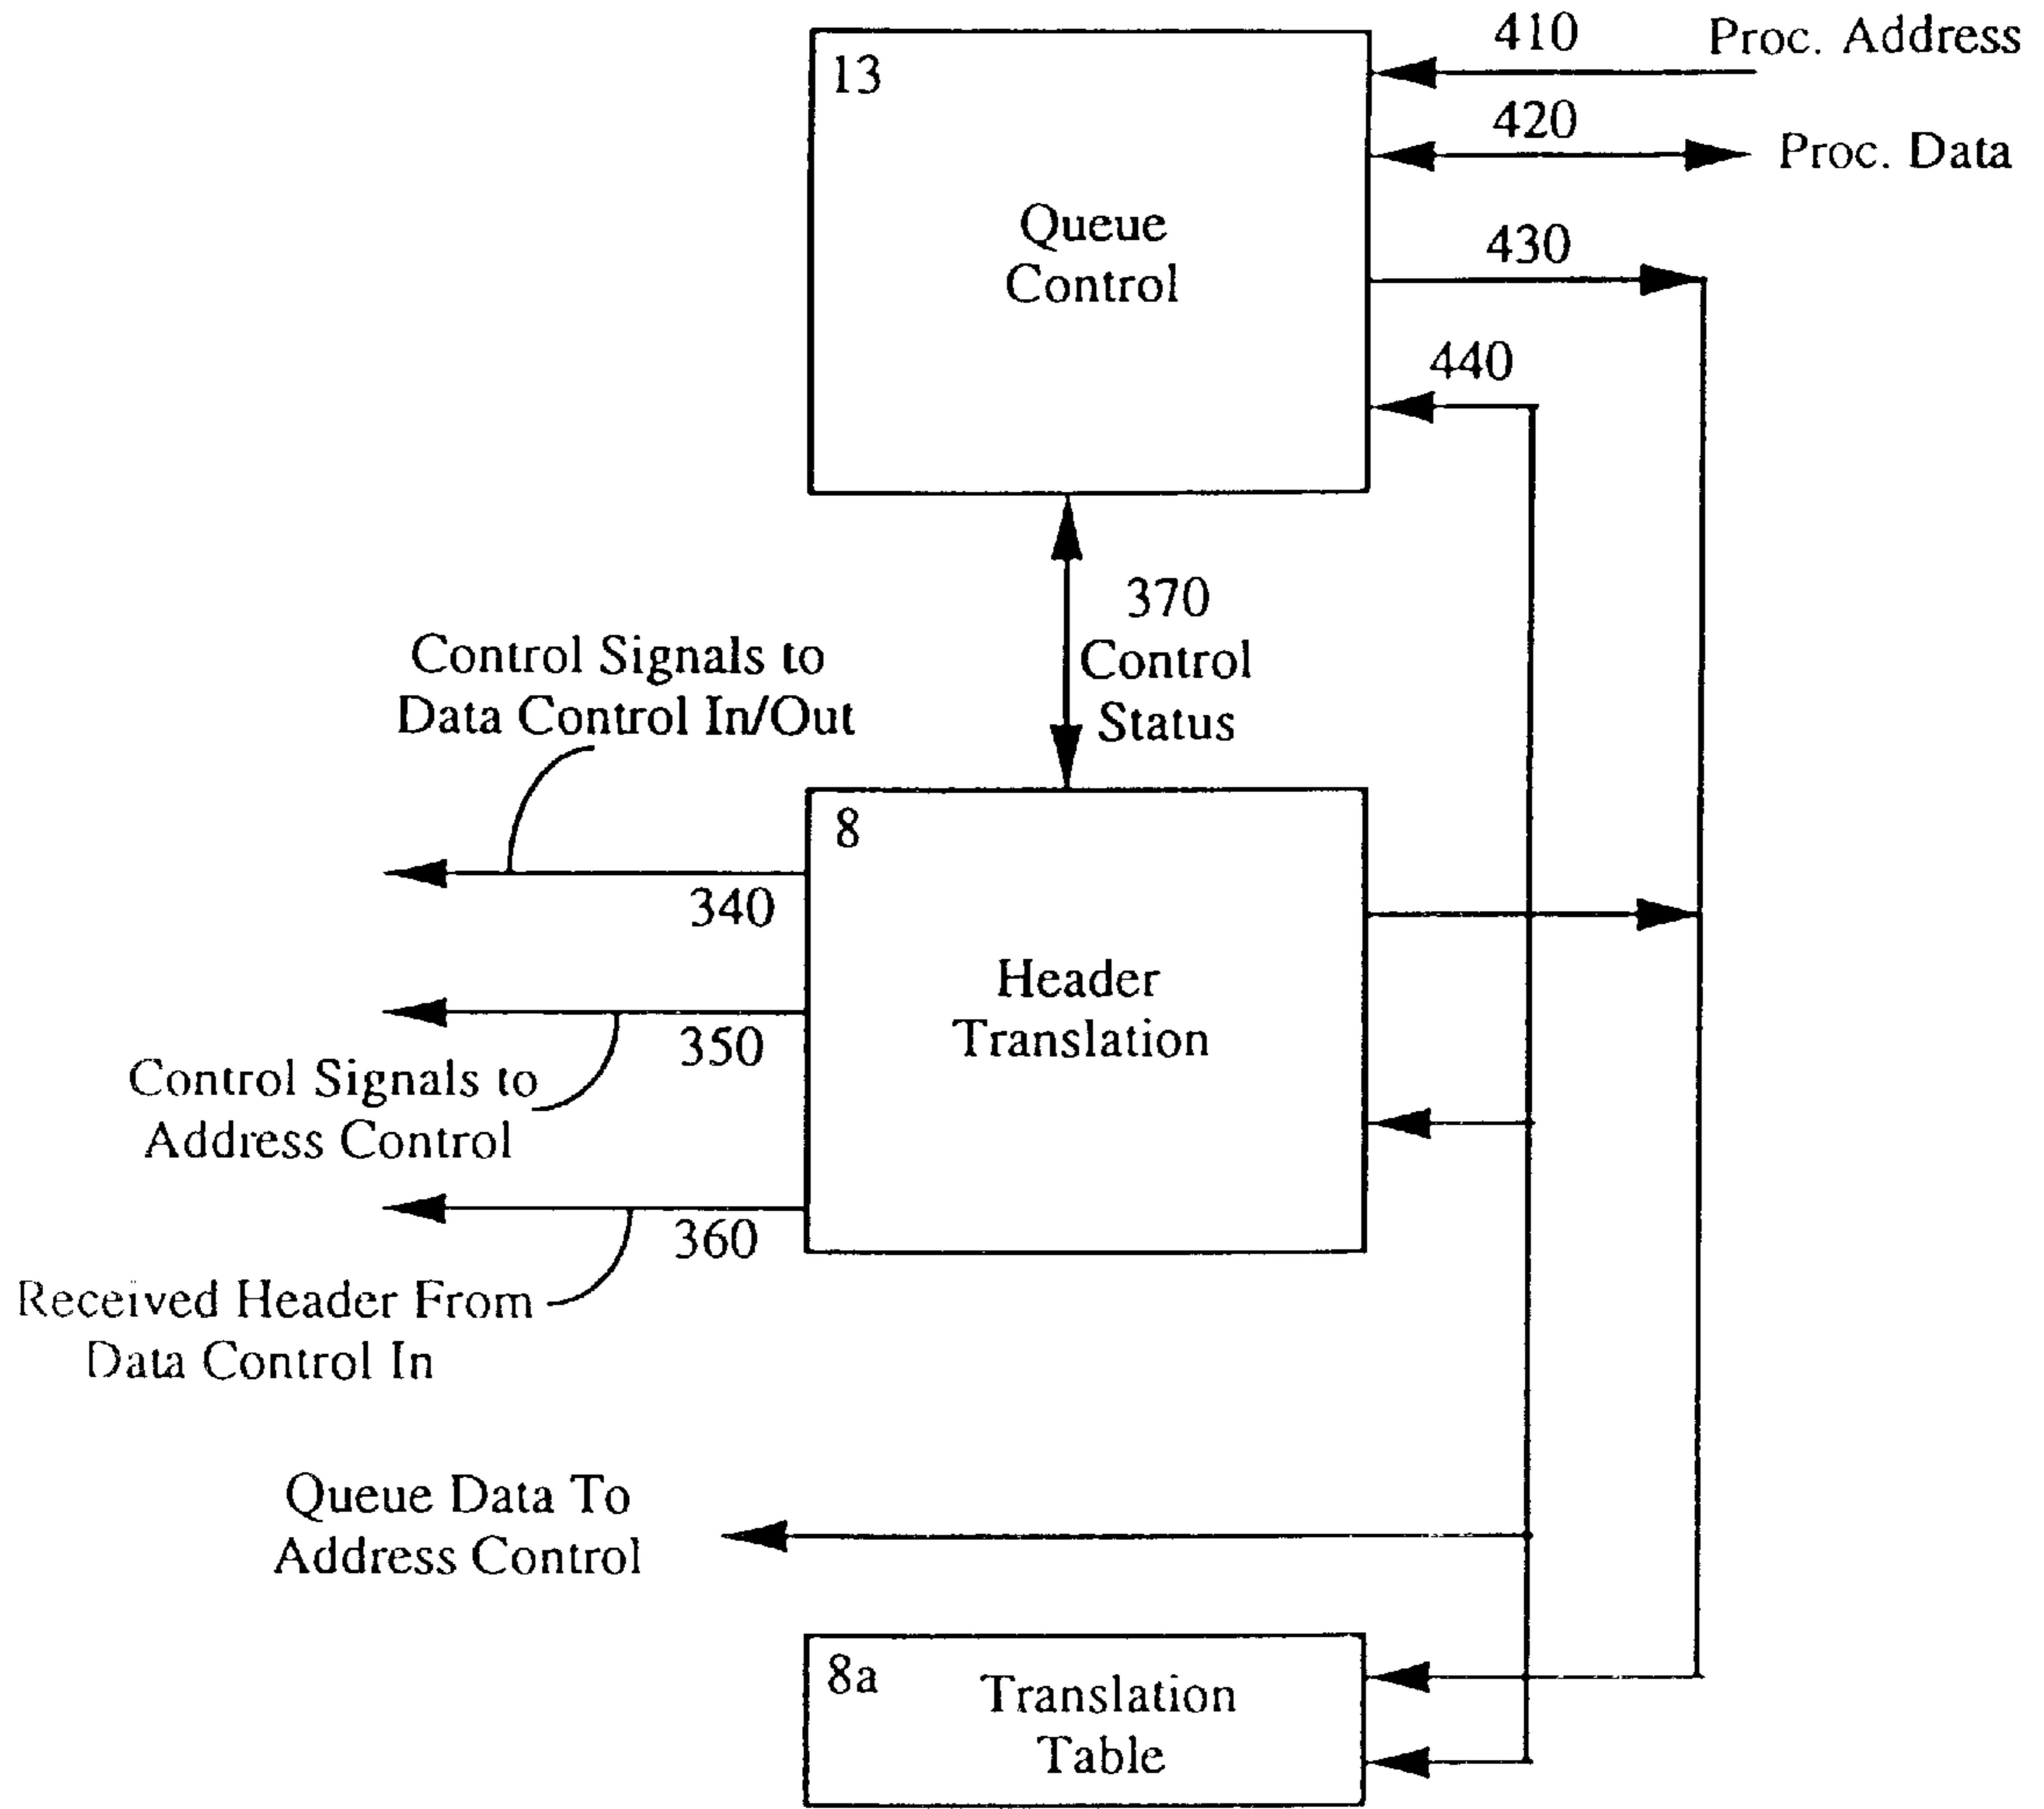 410 Proc. Address
13
420 Proc. Data
Queue
Control
430
440
370
Control
Status
Control Signals to
Data Control In/Out
8
340
Header
Translation
350
Control Signals to
Address Control
360
Received Header From
Data Control In
Queue Data To
Address Control
8a
Translation
Table